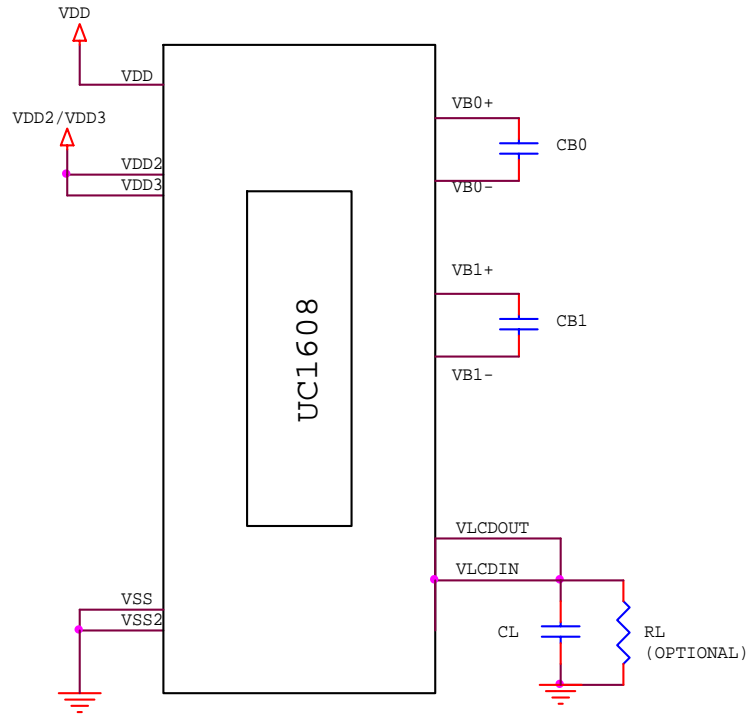 VDD
VDD
VDD2/VDD3
VDD2
VDD3
VB0+
CB0
VB0-
VB1+
CB1
VB1-
UC1608
VLCDOUT
VLCDIN
VSS
VSS2
CL
RL
(OPTIONAL)